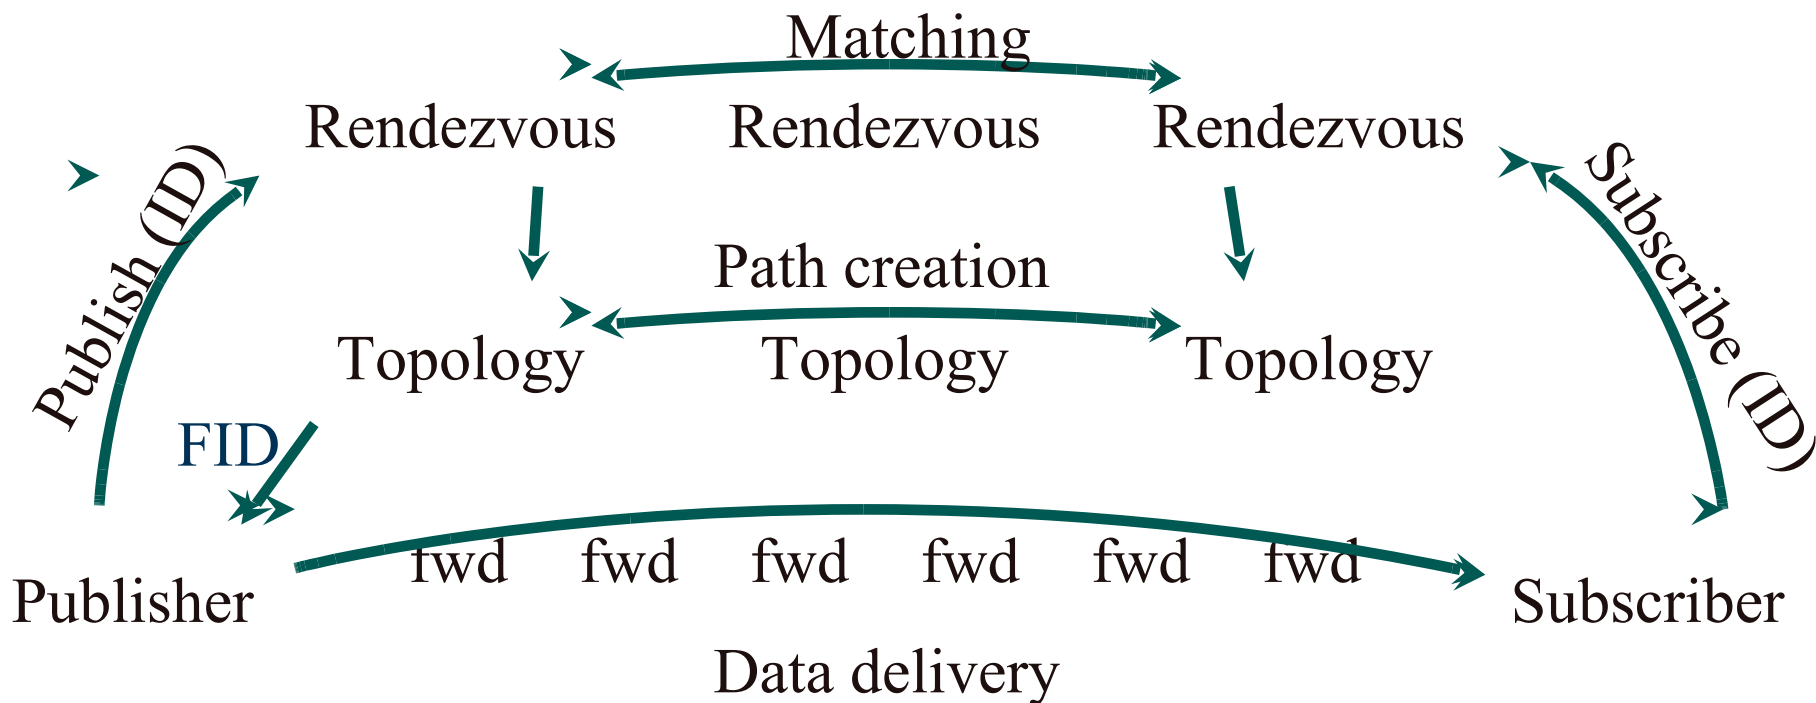 Matching
Rendezvous Rendezvous Rendezvous
Publish (ID)
Subscribe (ID)
Path creation
Topology Topology Topology
FID
fwd fwd fwd fwd fwd fwd
Publisher Subscriber
Data delivery